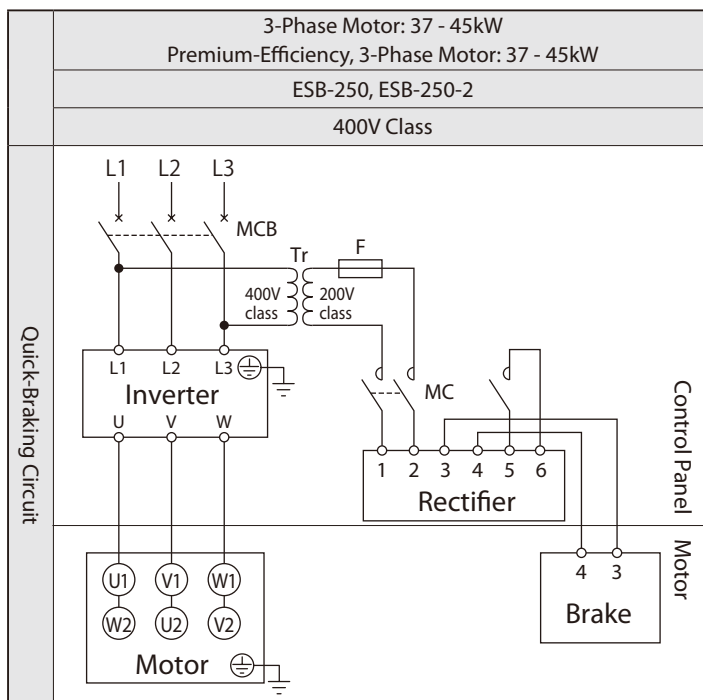 3-Phase Motor: 37 - 45kW
Premium-Efficiency, 3-Phase Motor: 37 - 45kW
ESB-250, ESB-250-2
400V Class
Quick-Braking Circuit
L1 L2 L3
MCB
Tr
F
400V
class
200V
class
L1 L2 L3
Inverter
U V W
MC
1 2 3 4 5 6
Rectifier
Control Panel
Motor
U1 V1 W1
W2 U2 V2
Motor
4 3
Brake